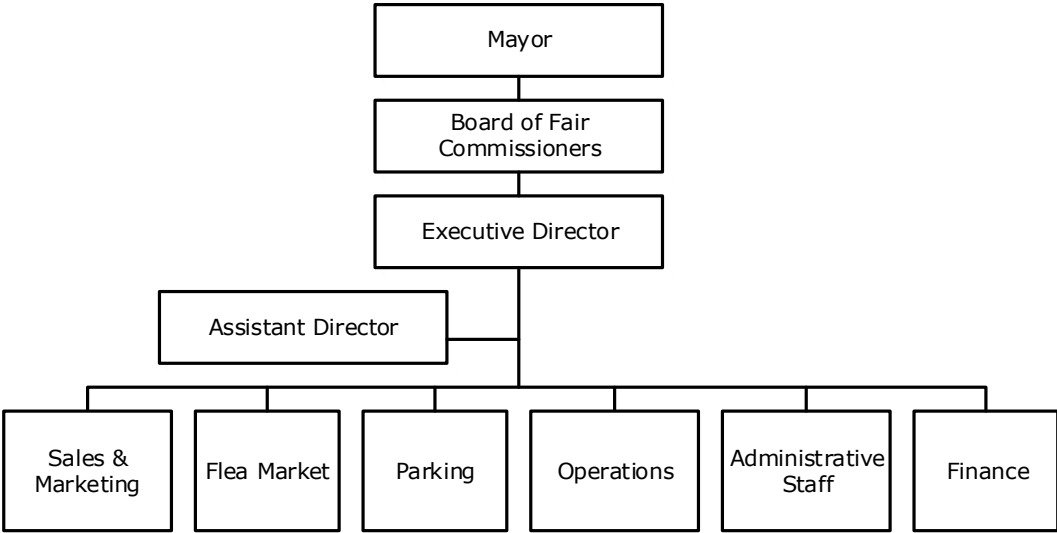 Mayor
Board of Fair
Commissioners
Executive Director
Assistant Director
Sales &
Marketing
Flea Market
Parking
Operations
Administrative
Staff
Finance